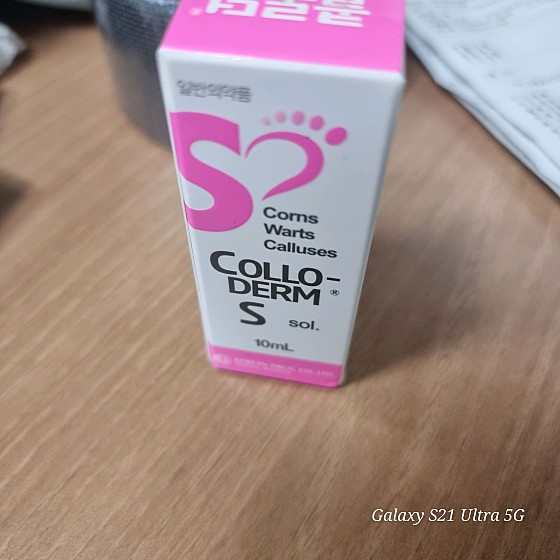 일반의약품
S
Corns
Warts
Calluses
COLLO-
DERM ®
S sol.
10mL
Galaxy S21 Ultra 5G